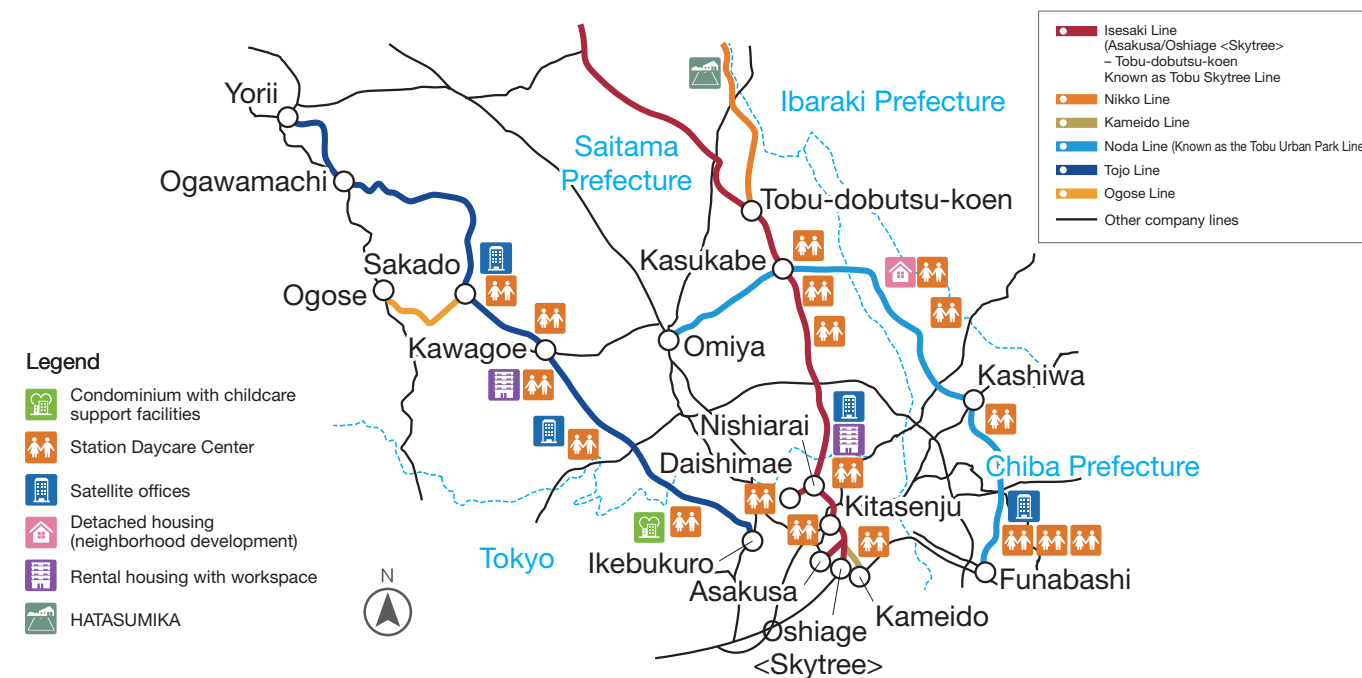 Isesaki Line
(Asakusa/Oshiage <Skytree>
– Tobu-dobutsu-koen
Known as Tobu Skytree Line
Nikko Line
Kameido Line
Noda Line (Known as the Tobu Urban Park Line
Tojo Line
Ogose Line
Other company lines
Yorii
Ibaraki Prefecture
Saitama
Prefecture
Ogawamachi
Tobu-dobutsu-koen
Sakado
Kasukabe
Ogose
Kawagoe
Omiya
Kashiwa
Nishiarai
Daishimae
Chiba Prefecture
Kitasenju
Tokyo
Ikebukuro
Asakusa
Funabashi
Kameido
Oshiage
<Skytree>
Legend
Condominium with childcare
support facilities
Station Daycare Center
Satellite offices
Detached housing
(neighborhood development)
Rental housing with workspace
HATASUMIKA
N